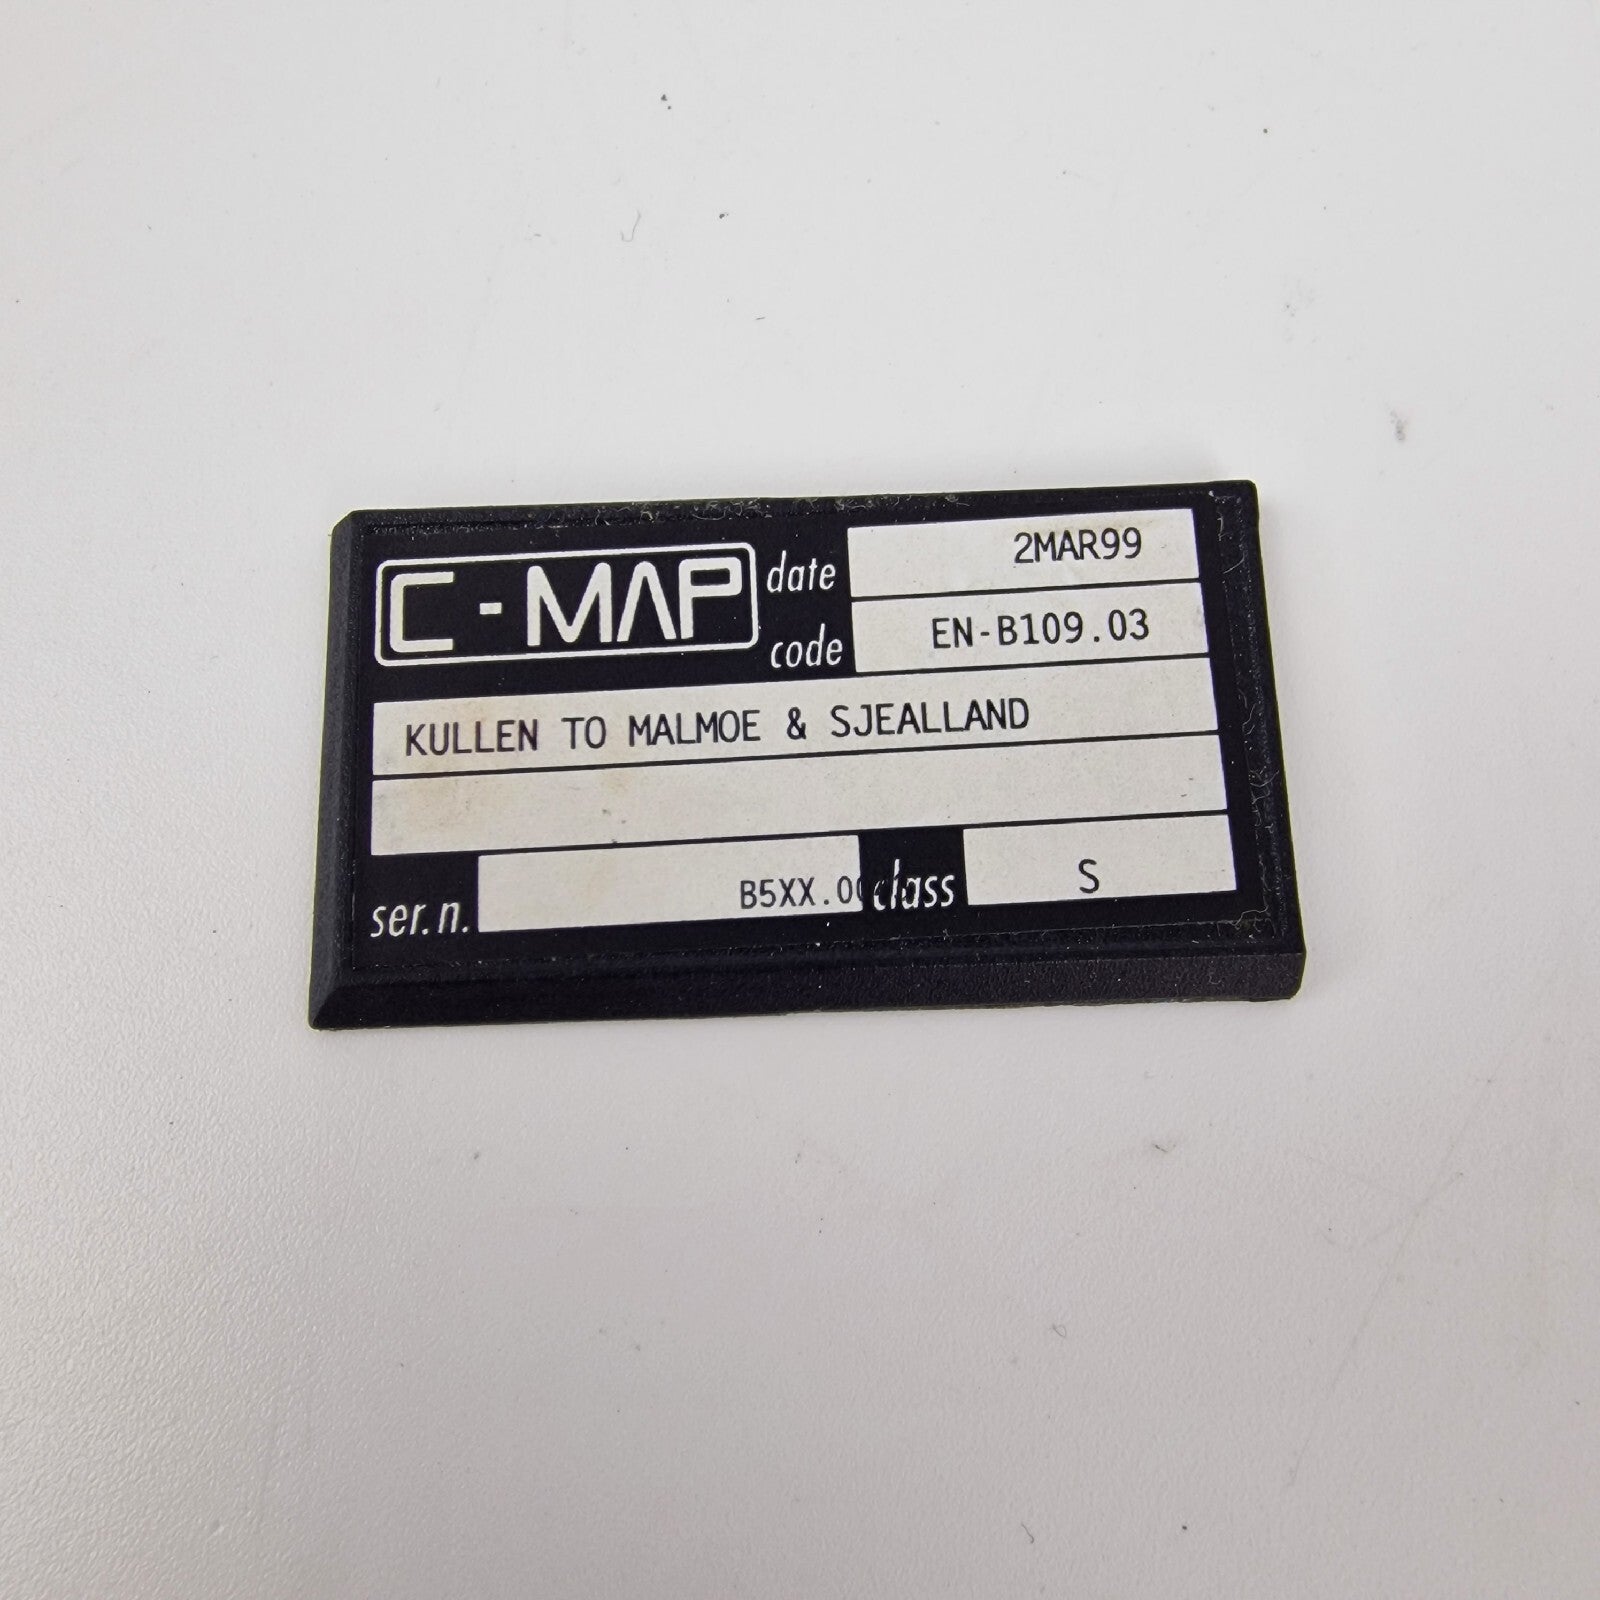 C-MAP
date 2MAR99
code EN-B109.03
KULLEN TO MALMOE & SJEALLAND
ser.n. class S